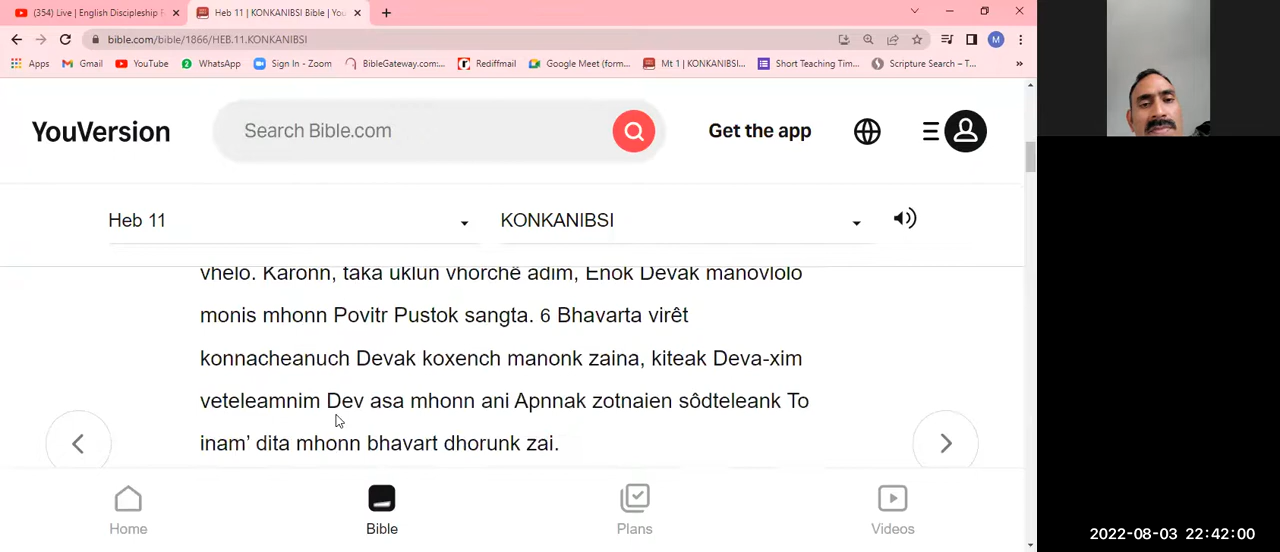 (354) Live | English Discipleship
Heb 11 | KONKANIBSI Bible | You
bible.com/bible/1866/HEB.11.KONKANIBSI
Apps Gmail YouTube WhatsApp Sign In - Zoom BibleGateway.com:... Rediffmail Google Meet (form... Mt 1 | KONKANIBSI... Short Teaching Tim... Scripture Search – T... »
M
YouVersion
Search Bible.com
Get the app
Heb 11
KONKANIBSI
vhelo. Karonn, taka uklun vhorchê adim, Enok Devak manovlolo
monis mhonn Povitr Pustok sangta. 6 Bhavarta virêt
konnacheanuch Devak koxench manonk zaina, kiteak Deva-xim
veteleamnim Dev asa mhonn ani Apnnak zotnaien sôdteleank To
inam’ dita mhonn bhavart dhorunk zai.
Home
Bible
Plans
Videos
2022-08-03 22:42:00